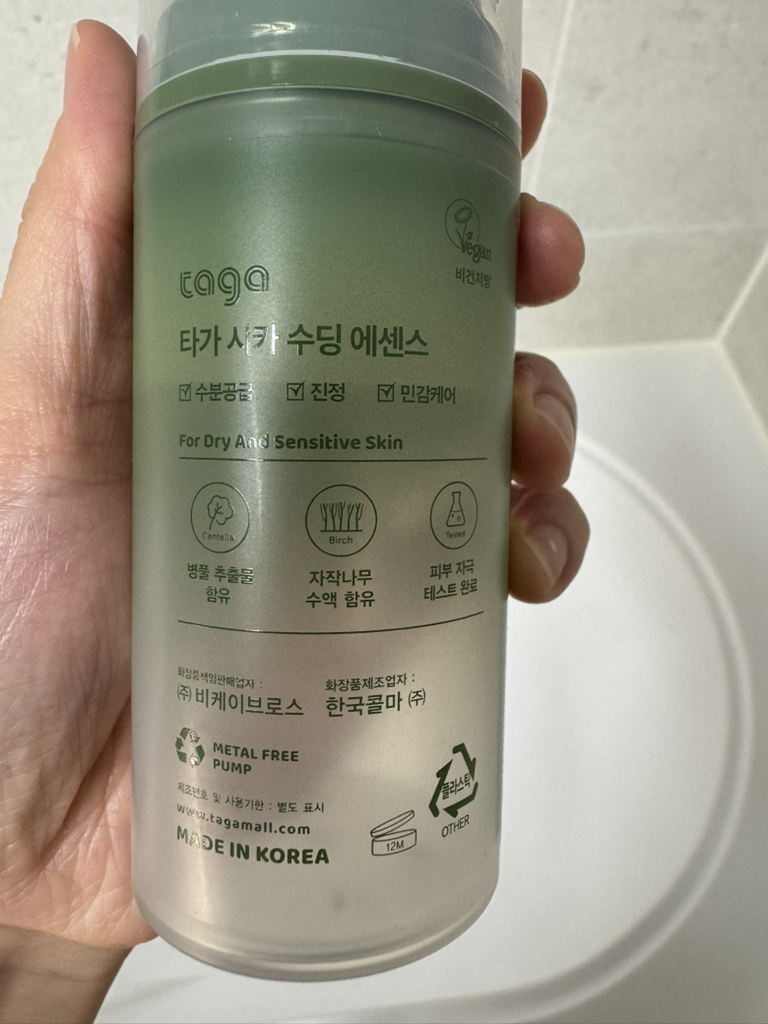 Vegan
비건처방
taga
타가 시카 수딩 에센스
수분공급 진정 민감케어
For Dry And Sensitive Skin
Centella Birch Tested
병풀 추출물 함유
자작나무 수액 함유
피부 자극 테스트 완료
화장품책임판매업자 :
㈜비케이브로스
화장품제조업자 :
한국콜마㈜
METAL FREE
PUMP
제조번호 및 사용기한 : 별도 표시
www.tagamall.com
MADE IN KOREA
12M
플라스틱
OTHER